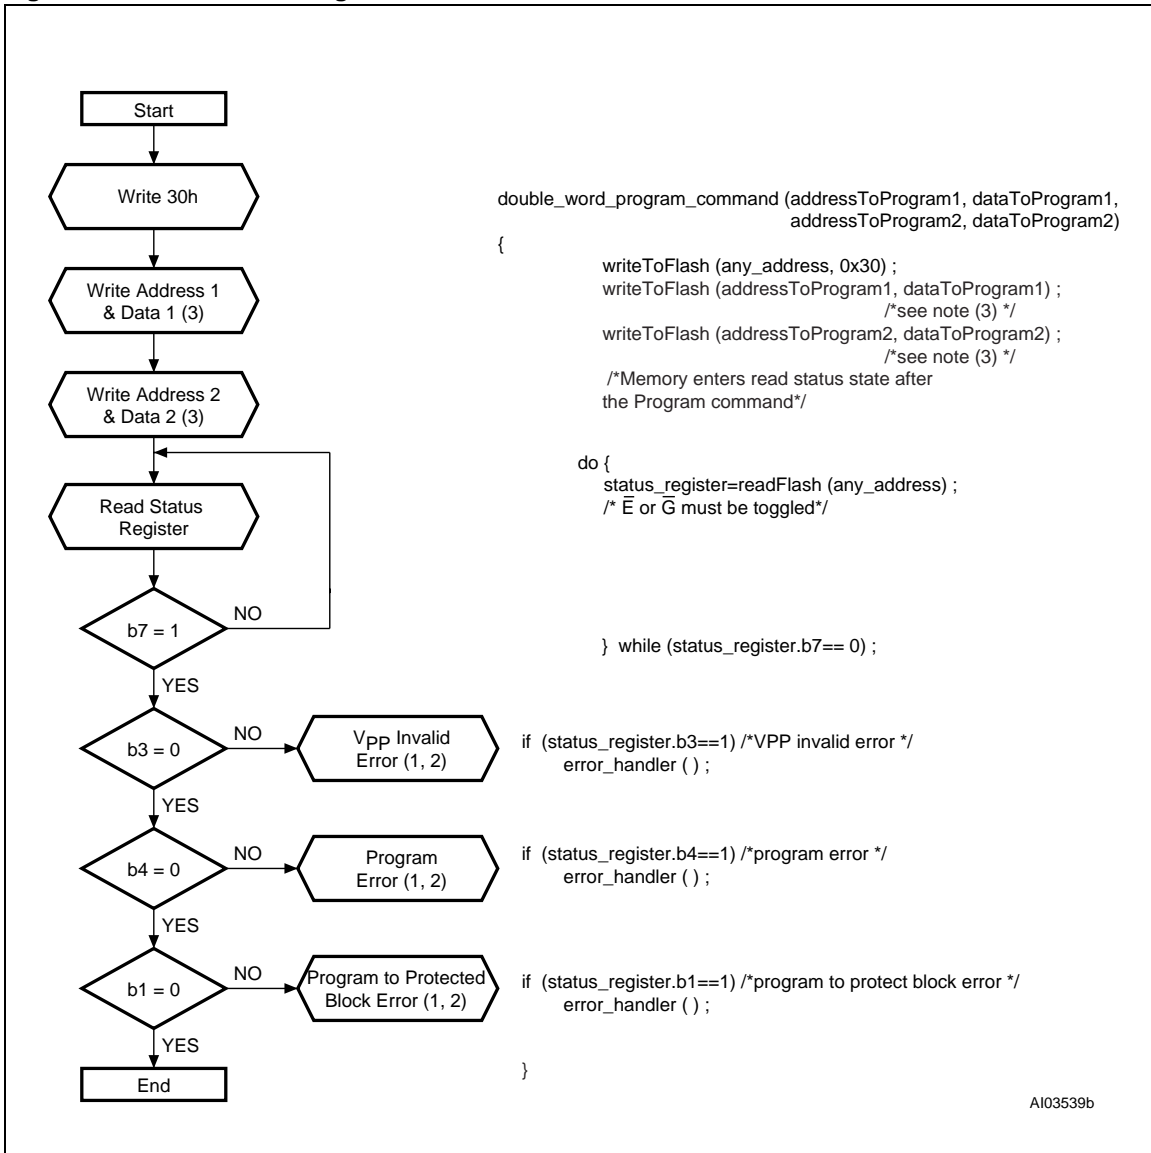 Start
Write 30h
Write Address 1
& Data 1 (3)
Write Address 2
& Data 2 (3)
Read Status
Register
b7 = 1
NO
YES
b3 = 0
NO
VPP Invalid
Error (1, 2)
YES
b4 = 0
NO
Program
Error (1, 2)
YES
b1 = 0
NO
Program to Protected
Block Error (1, 2)
YES
End
double_word_program_command (addressToProgram1, dataToProgram1,
addressToProgram2, dataToProgram2)
{
writeToFlash (any_address, 0x30) ;
writeToFlash (addressToProgram1, dataToProgram1) ;
/*see note (3) */
writeToFlash (addressToProgram2, dataToProgram2) ;
/*see note (3) */
/*Memory enters read status state after
the Program command*/
do {
status_register=readFlash (any_address) ;
/* E̅ or G̅ must be toggled*/
} while (status_register.b7== 0) ;
if (status_register.b3==1) /*VPP invalid error */
error_handler ( ) ;
if (status_register.b4==1) /*program error */
error_handler ( ) ;
if (status_register.b1==1) /*program to protect block error */
error_handler ( ) ;
}
AI03539b